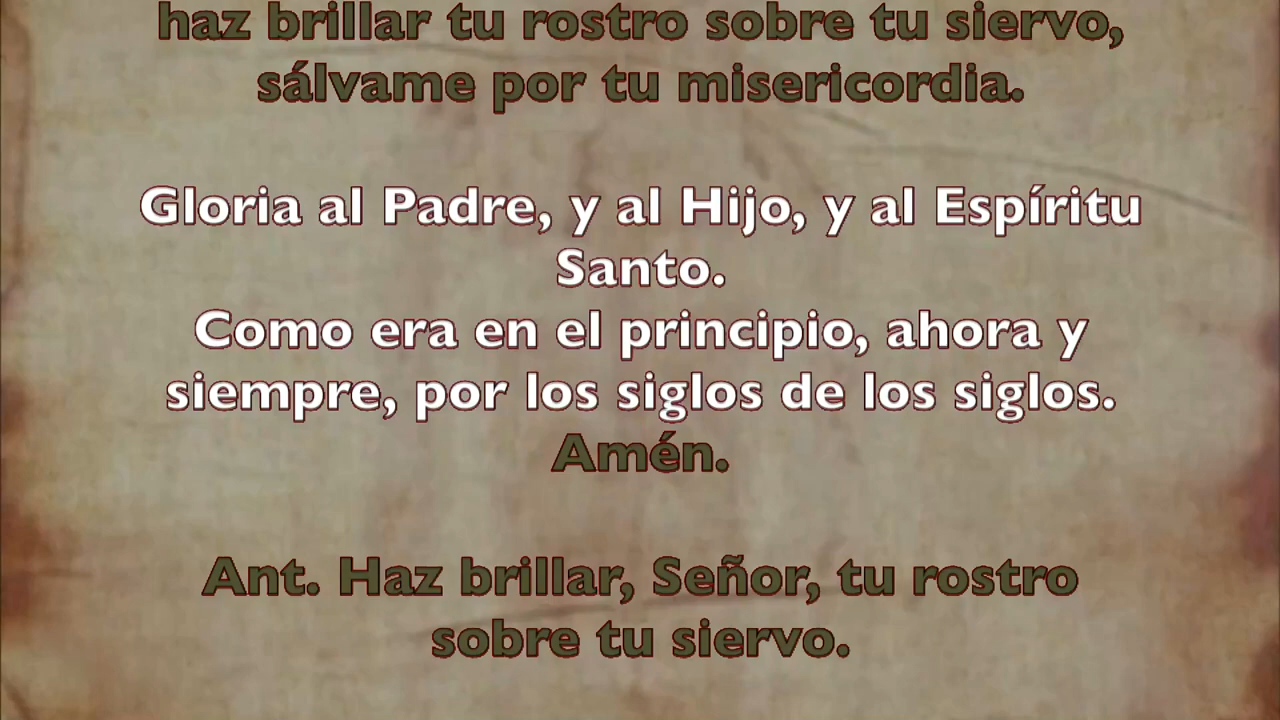 haz brillar tu rostro sobre tu siervo,
sálvame por tu misericordia.
Gloria al Padre, y al Hijo, y al Espíritu
Santo.
Como era en el principio, ahora y
siempre, por los siglos de los siglos.
Amén.
Ant. Haz brillar, Señor, tu rostro
sobre tu siervo.